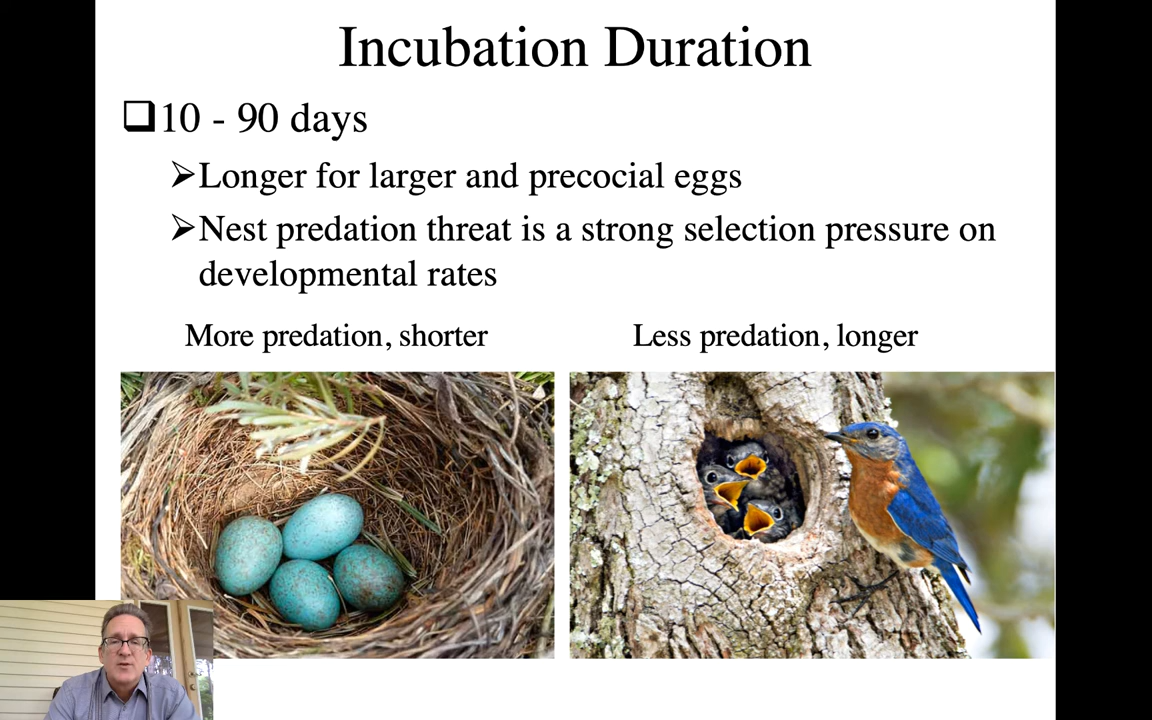 Incubation Duration
❑10 - 90 days
➢Longer for larger and precocial eggs
➢Nest predation threat is a strong selection pressure on
developmental rates
More predation, shorter
Less predation, longer